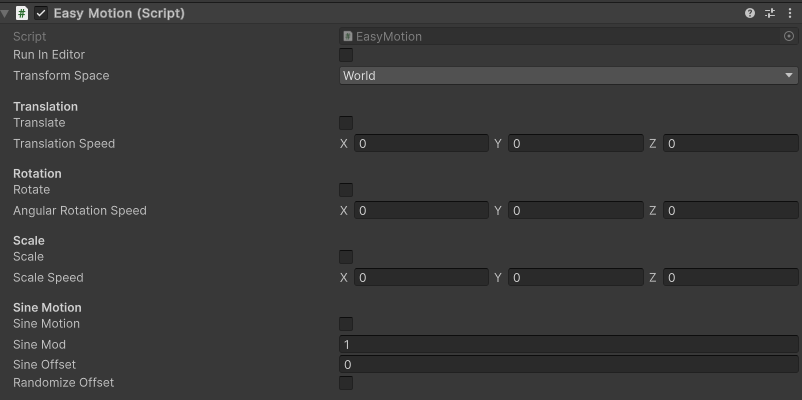 Easy Motion (Script)
Script EasyMotion
Run In Editor
Transform Space World
Translation
Translate
Translation Speed X 0 Y 0 Z 0
Rotation
Rotate
Angular Rotation Speed X 0 Y 0 Z 0
Scale
Scale
Scale Speed X 0 Y 0 Z 0
Sine Motion
Sine Motion
Sine Mod 1
Sine Offset 0
Randomize Offset